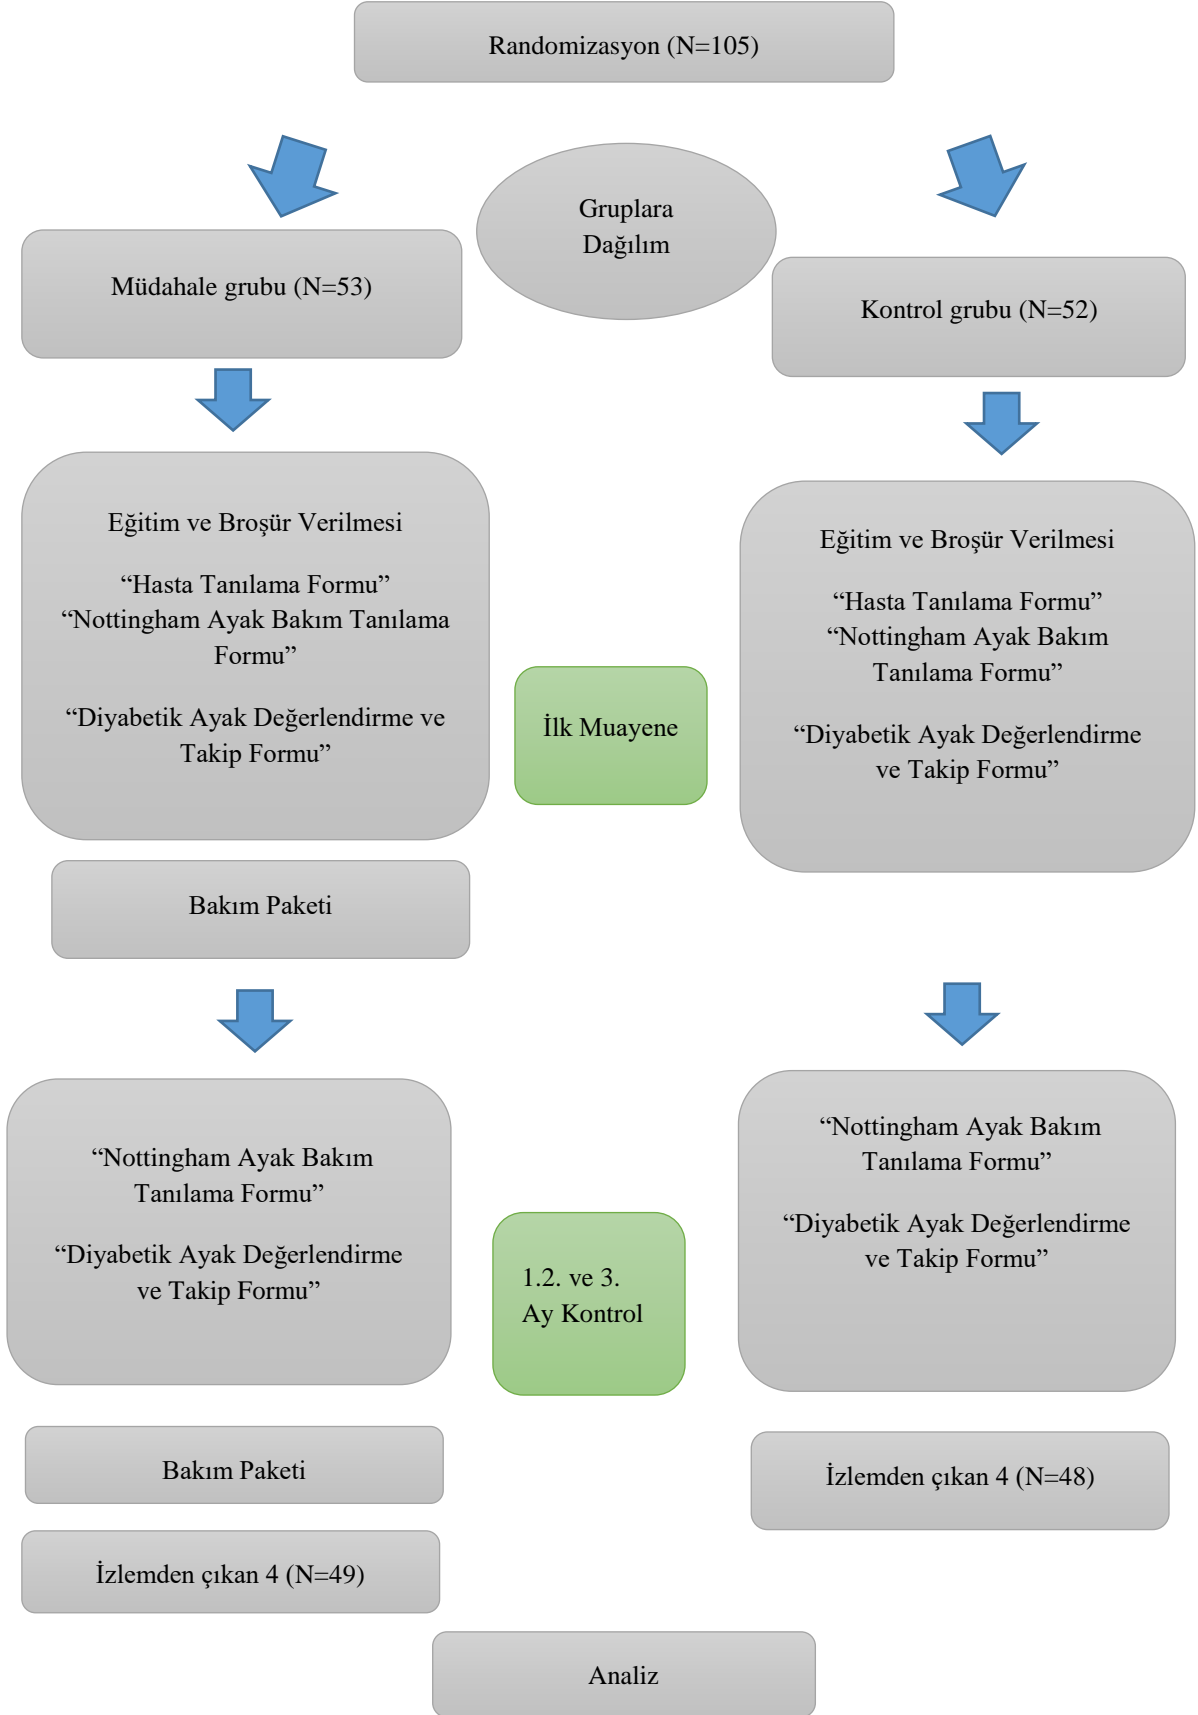 Randomizasyon (N=105)
Gruplara
Dağılım
Müdahale grubu (N=53)
Kontrol grubu (N=52)
Eğitim ve Broşür Verilmesi
“Hasta Tanılama Formu”
“Nottingham Ayak Bakım Tanılama
Formu”
“Diyabetik Ayak Değerlendirme ve
Takip Formu”
İlk Muayene
Eğitim ve Broşür Verilmesi
“Hasta Tanılama Formu”
“Nottingham Ayak Bakım
Tanılama Formu”
“Diyabetik Ayak Değerlendirme
ve Takip Formu”
Bakım Paketi
“Nottingham Ayak Bakım
Tanılama Formu”
“Diyabetik Ayak Değerlendirme
ve Takip Formu”
1.2. ve 3.
Ay Kontrol
“Nottingham Ayak Bakım
Tanılama Formu”
“Diyabetik Ayak Değerlendirme
ve Takip Formu”
Bakım Paketi
İzlemden çıkan 4 (N=48)
İzlemden çıkan 4 (N=49)
Analiz